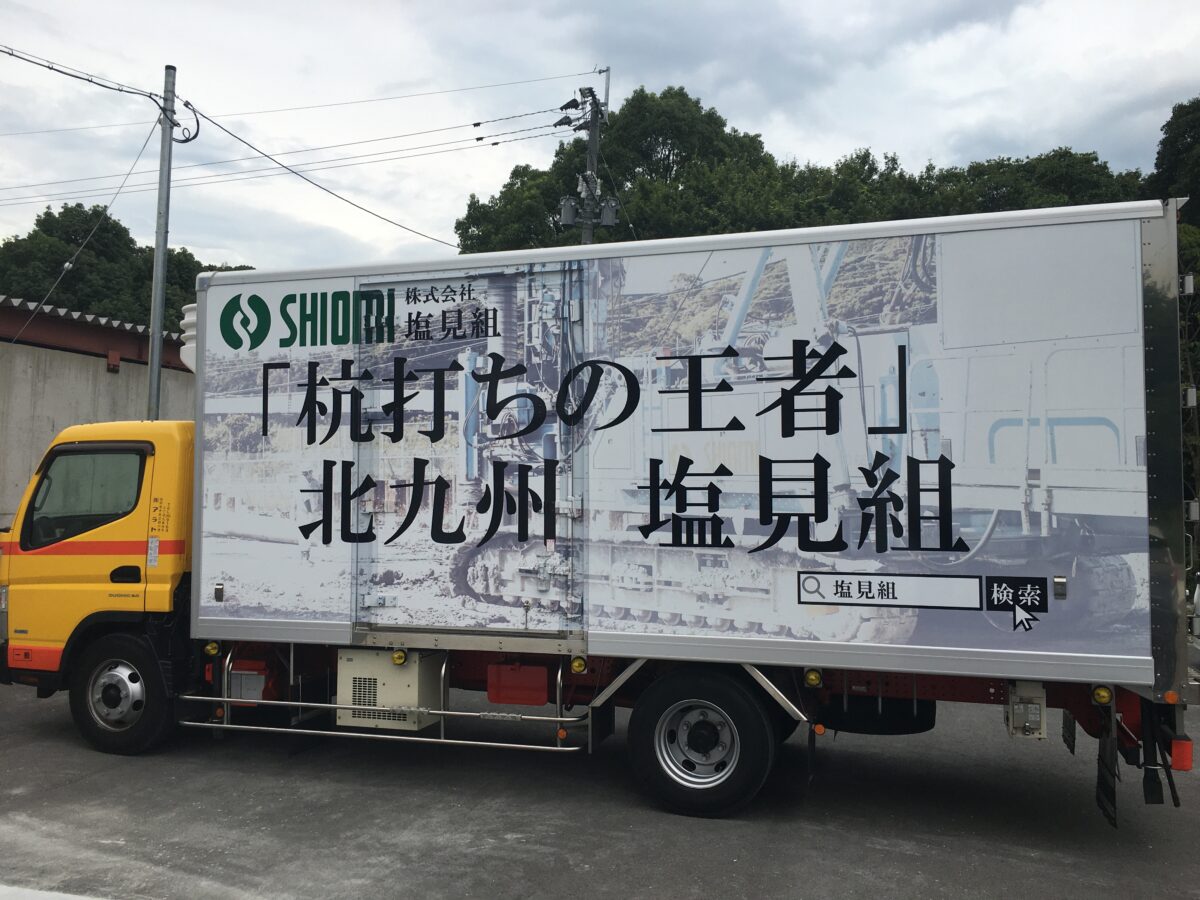 SHIOMI
株式会社
塩見組
「杭打ちの王者」
北九州 塩見組
塩見組
検索